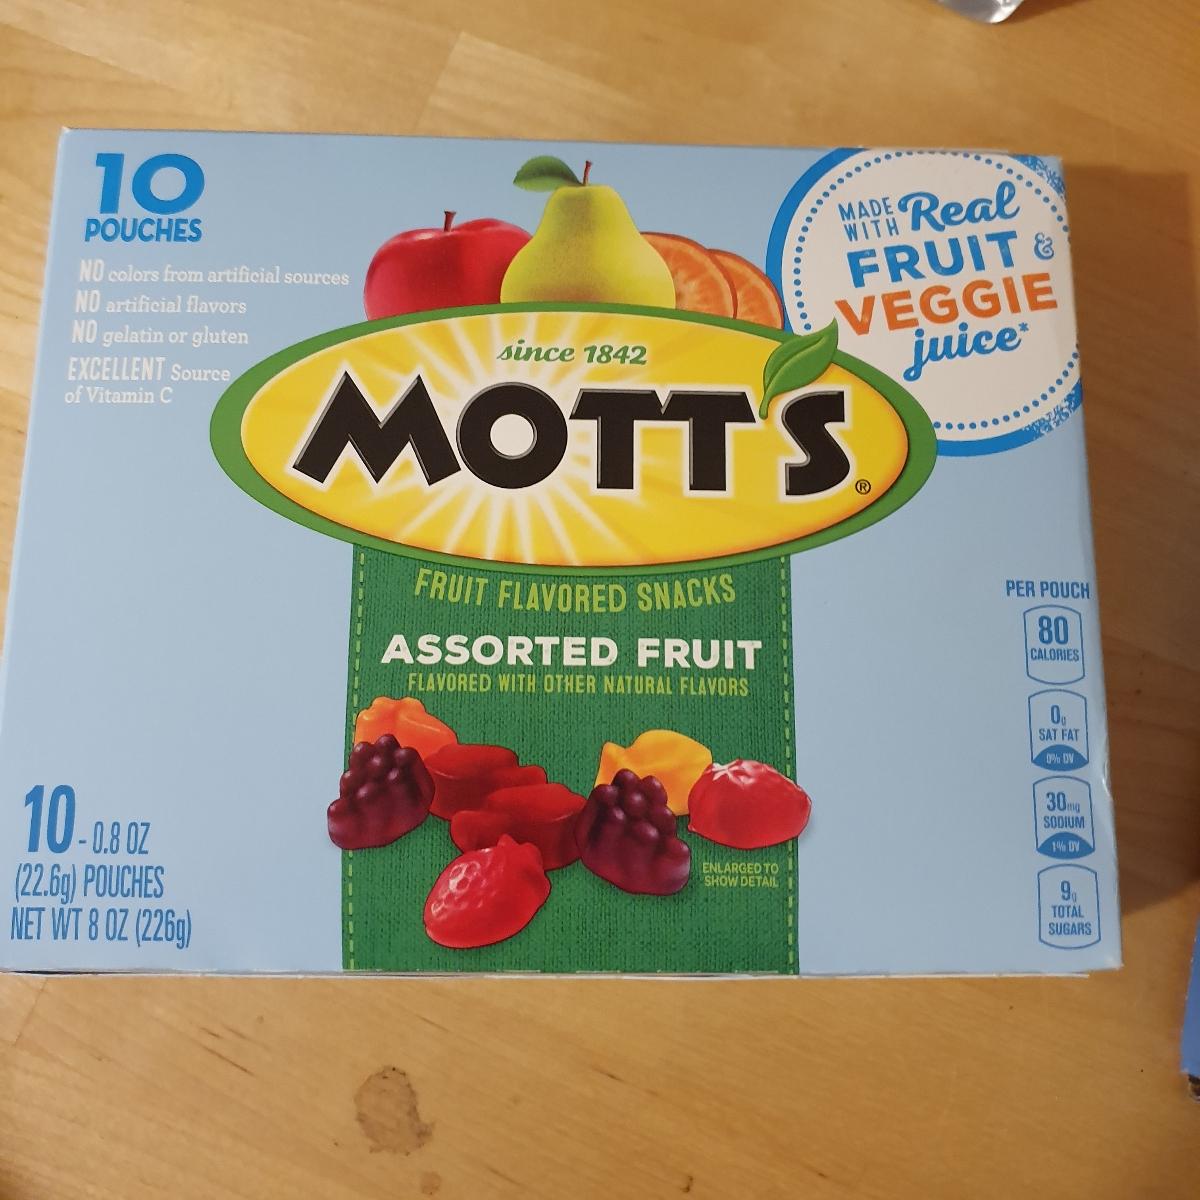 10
POUCHES
NO colors from artificial sources
NO artificial flavors
NO gelatin or gluten
EXCELLENT Source
of Vitamin C
MADE
WITH Real
FRUIT &
VEGGIE
juice*
since 1842
MOTT'S®
FRUIT FLAVORED SNACKS
ASSORTED FRUIT
FLAVORED WITH OTHER NATURAL FLAVORS
ENLARGED TO
SHOW DETAIL
10 - 0.8 OZ
(22.6g) POUCHES
NET WT 8 OZ (226g)
PER POUCH
80
CALORIES
0g
SAT FAT
0% DV
30mg
SODIUM
1% DV
9g
TOTAL
SUGARS